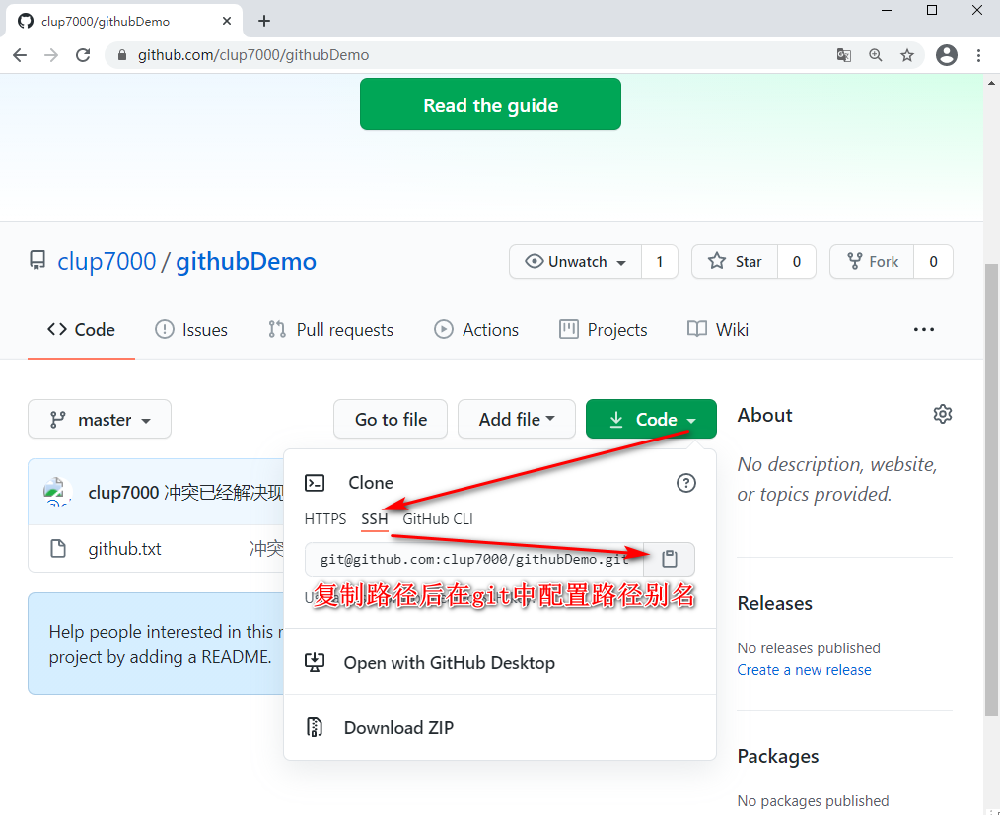 clup7000/githubDemo
github.com/clup7000/githubDemo
Read the guide
clup7000 / githubDemo
Unwatch 1 Star 0 Fork 0
Code Issues Pull requests Actions Projects Wiki
master Go to file Add file Code
About
No description, website,
or topics provided.
clup7000 冲突已经解决现
github.txt 冲突
Help people interested in this r
project by adding a README.
Clone
HTTPS SSH GitHub CLI
git@github.com:clup7000/githubDemo.git
复制路径后在git中配置路径别名
Open with GitHub Desktop
Download ZIP
Releases
No releases published
Create a new release
Packages
No packages published